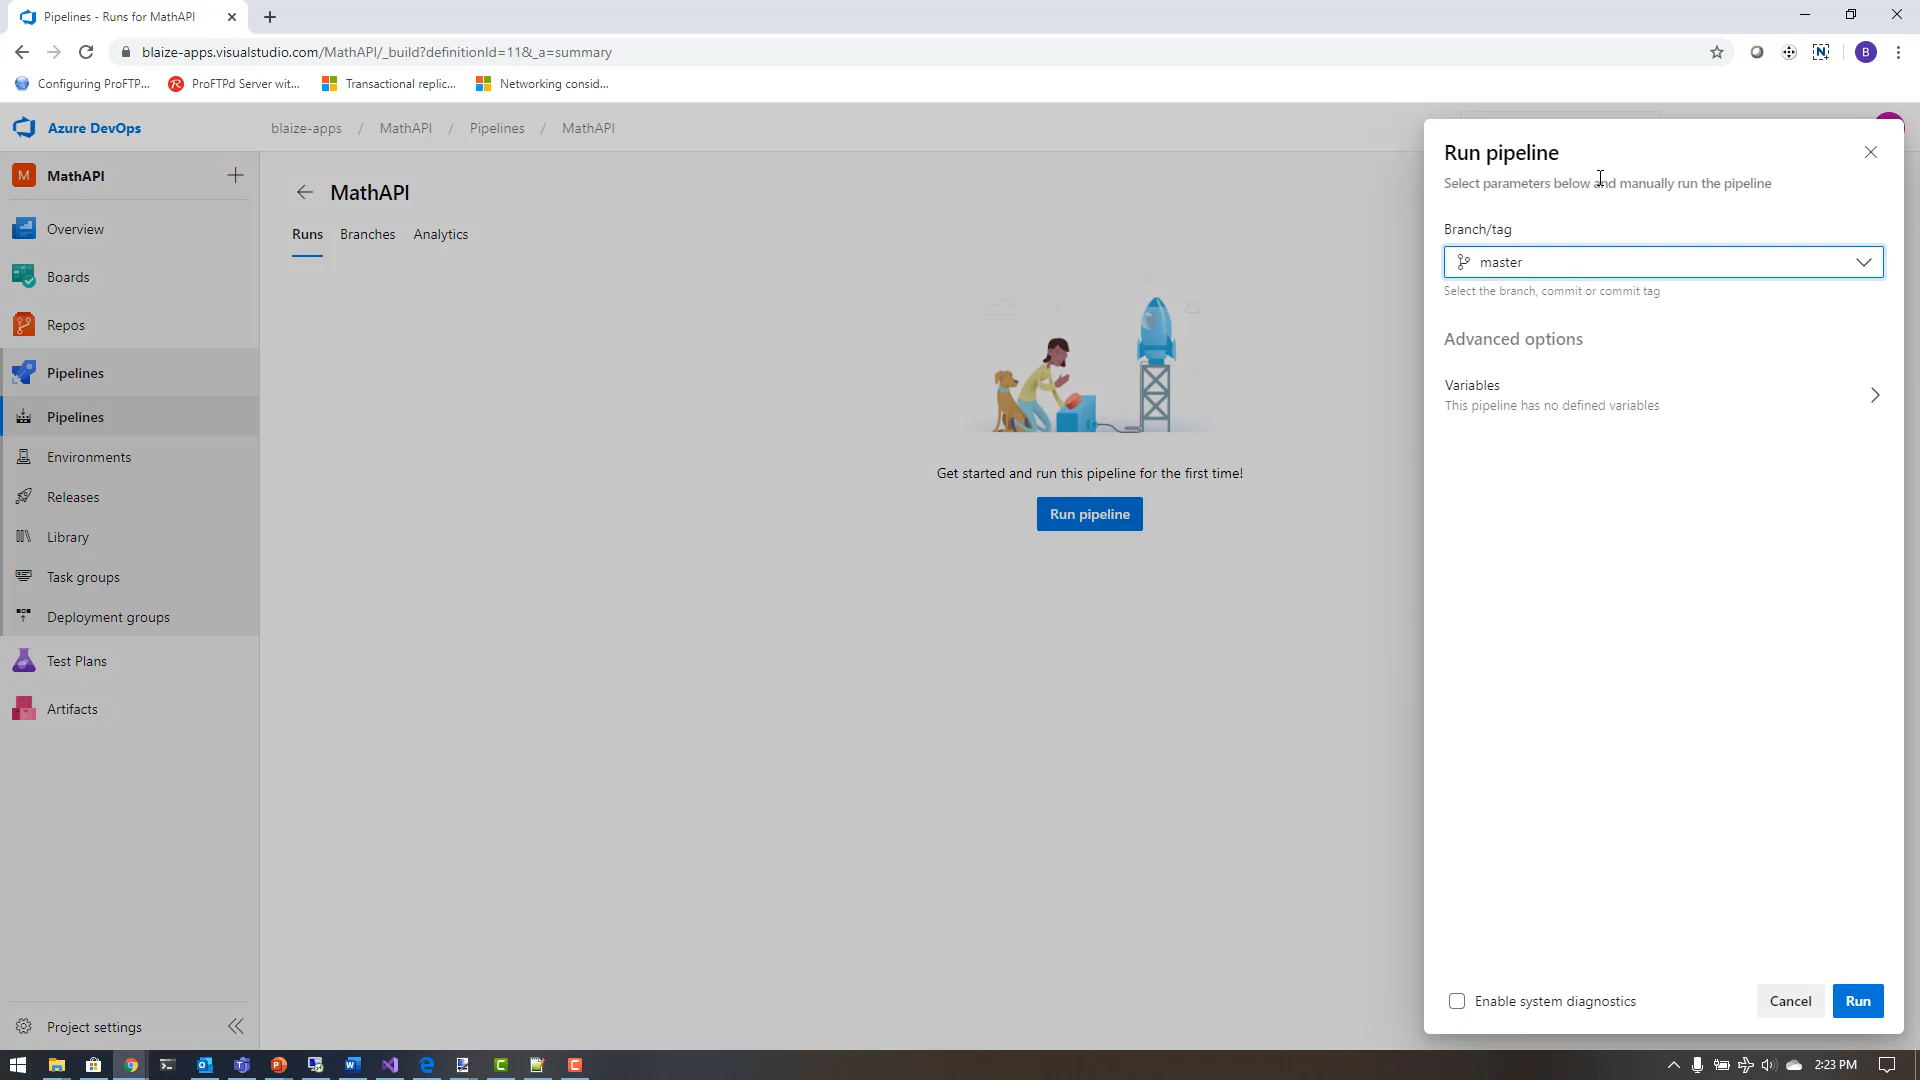 Pipelines - Runs for MathAPI
blaize-apps.visualstudio.com/MathAPI/_build?definitionId=11&_a=summary
B
Configuring ProFTP...
ProFTPd Server wit...
Transactional replic...
Networking consid...
Azure DevOps
blaize-apps / MathAPI / Pipelines / MathAPI
M MathAPI
Overview
Boards
Repos
Pipelines
Pipelines
Environments
Releases
Library
Task groups
Deployment groups
Test Plans
Artifacts
Project settings
MathAPI
Runs Branches Analytics
Get started and run this pipeline for the first time!
Run pipeline
Run pipeline
Select parameters below and manually run the pipeline
Branch/tag
master
Select the branch, commit or commit tag
Advanced options
Variables
This pipeline has no defined variables
Enable system diagnostics
Cancel
Run
2:23 PM